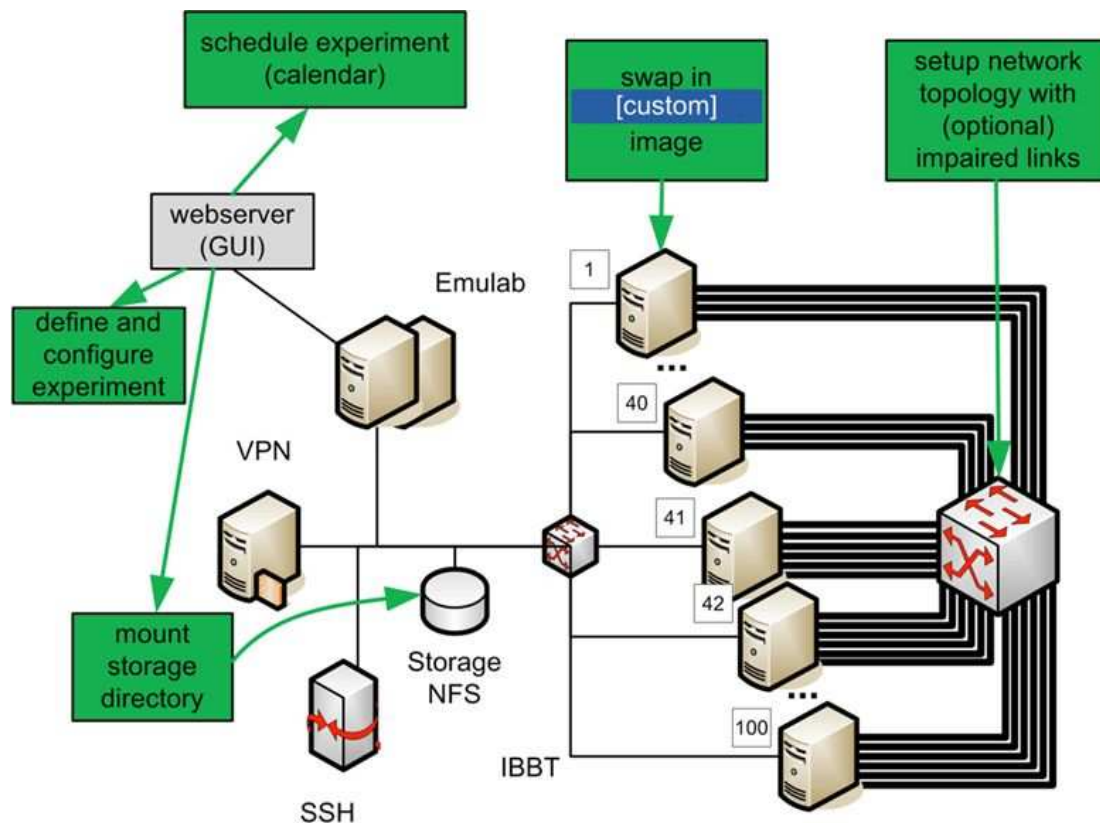 schedule experiment
(calendar)
swap in
[custom]
image
setup network
topology with
(optional)
impaired links
webserver
(GUI)
Emulab
1
define and
configure
experiment
...
40
VPN
41
42
mount
storage
directory
Storage
NFS
...
100
IBBT
SSH